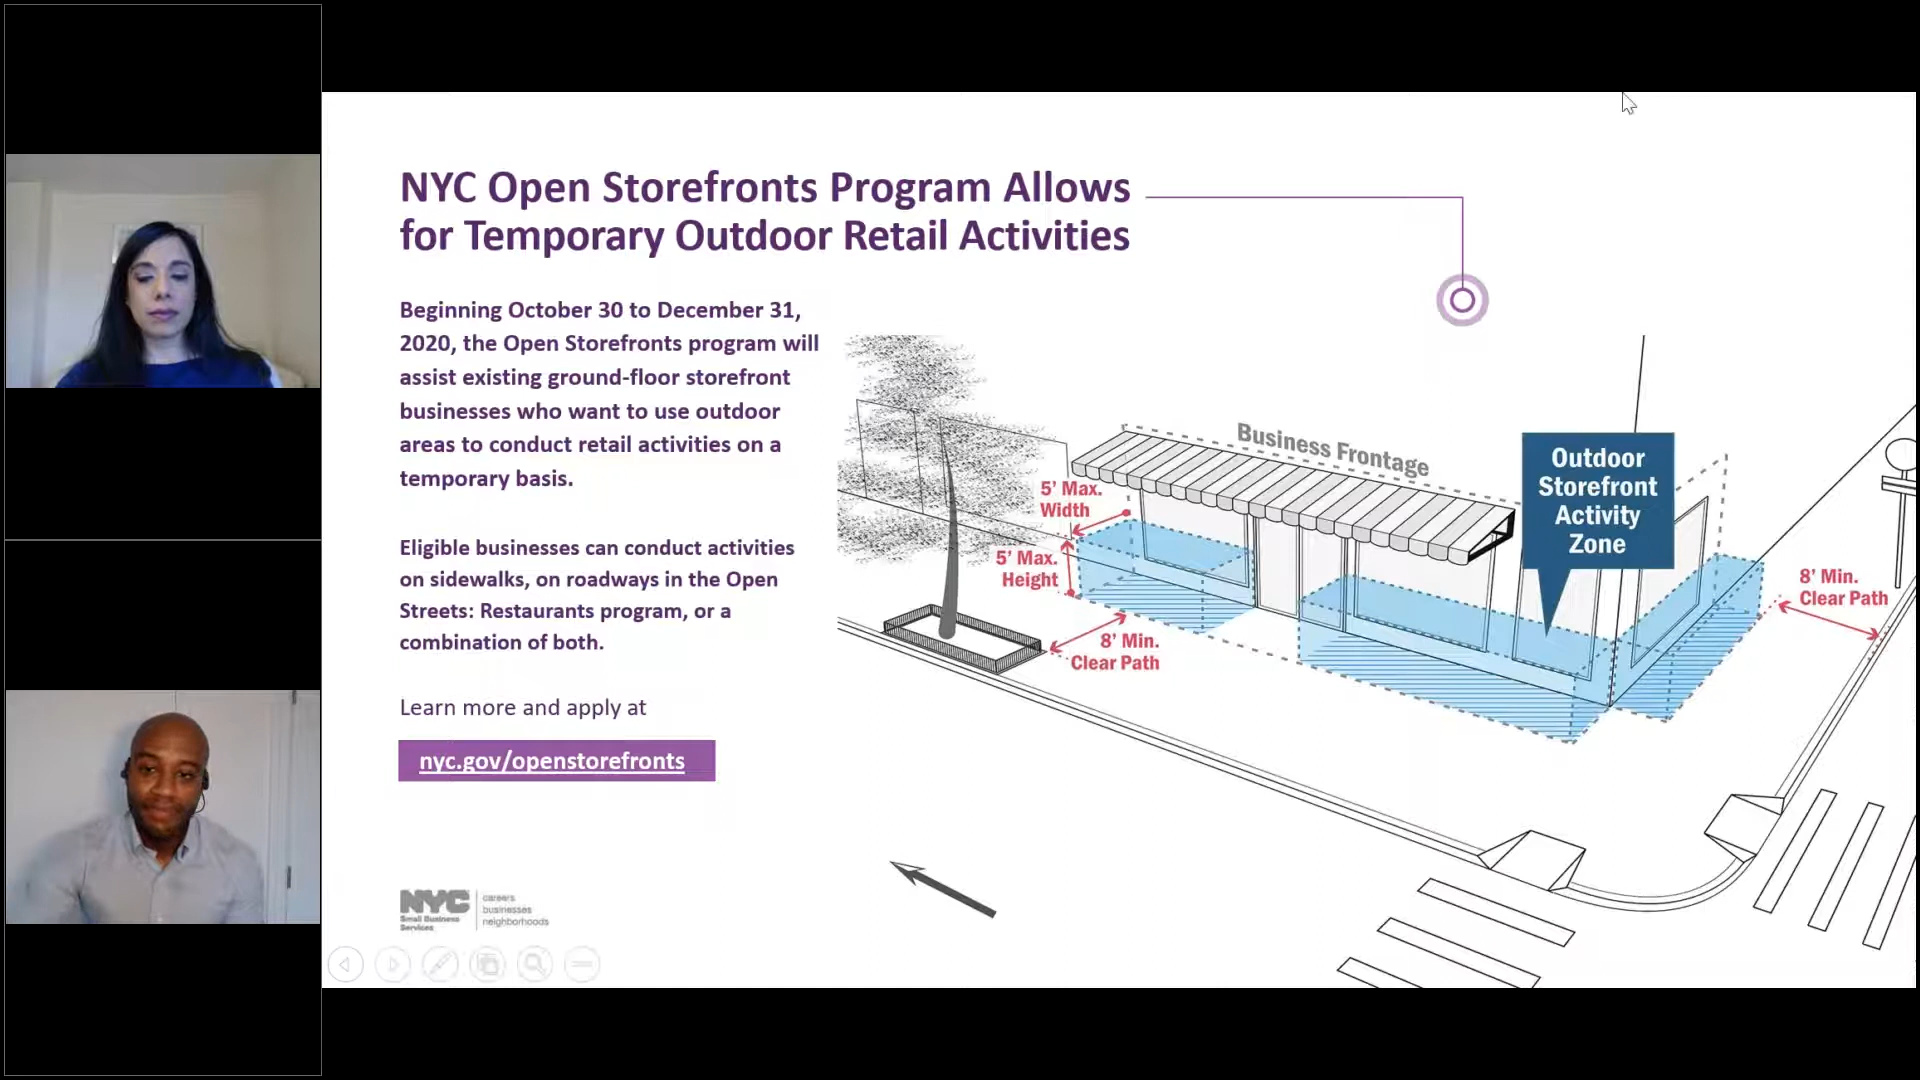 NYC Open Storefronts Program Allows
for Temporary Outdoor Retail Activities
Beginning October 30 to December 31,
2020, the Open Storefronts program will
assist existing ground-floor storefront
businesses who want to use outdoor
areas to conduct retail activities on a
temporary basis.
Eligible businesses can conduct activities
on sidewalks, on roadways in the Open
Streets: Restaurants program, or a
combination of both.
Learn more and apply at
nyc.gov/openstorefronts
NYC
Small Business
Services
careers
businesses
neighborhoods
Business Frontage
5' Max.
Width
5' Max.
Height
8' Min.
Clear Path
Outdoor
Storefront
Activity
Zone
8' Min.
Clear Path